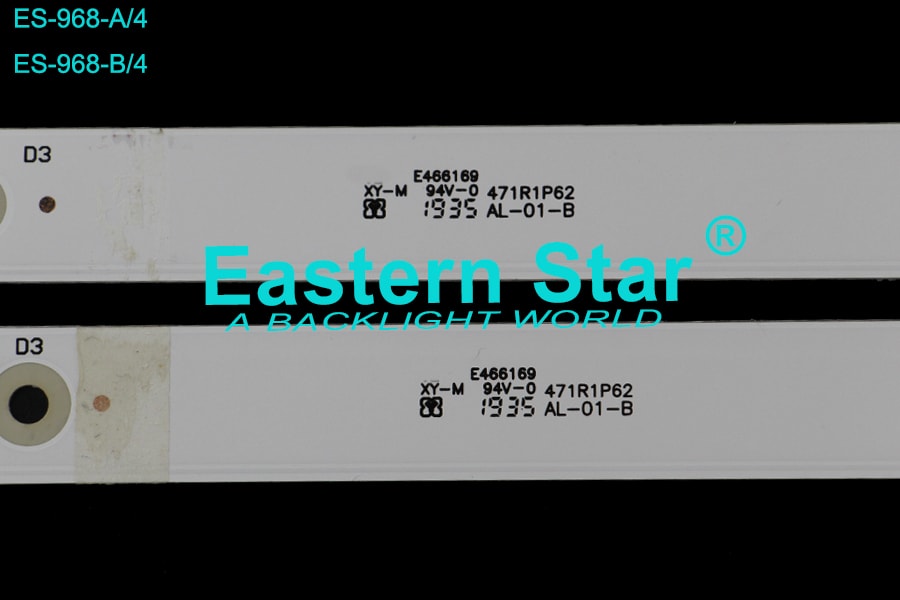 ES-968-A/4
ES-968-B/4
D3
E466169
XY-M 94V-0 471R1P62
1935 AL-01-B
Eastern Star ®
A BACKLIGHT WORLD
D3
E466169
XY-M 94V-0 471R1P62
1935 AL-01-B